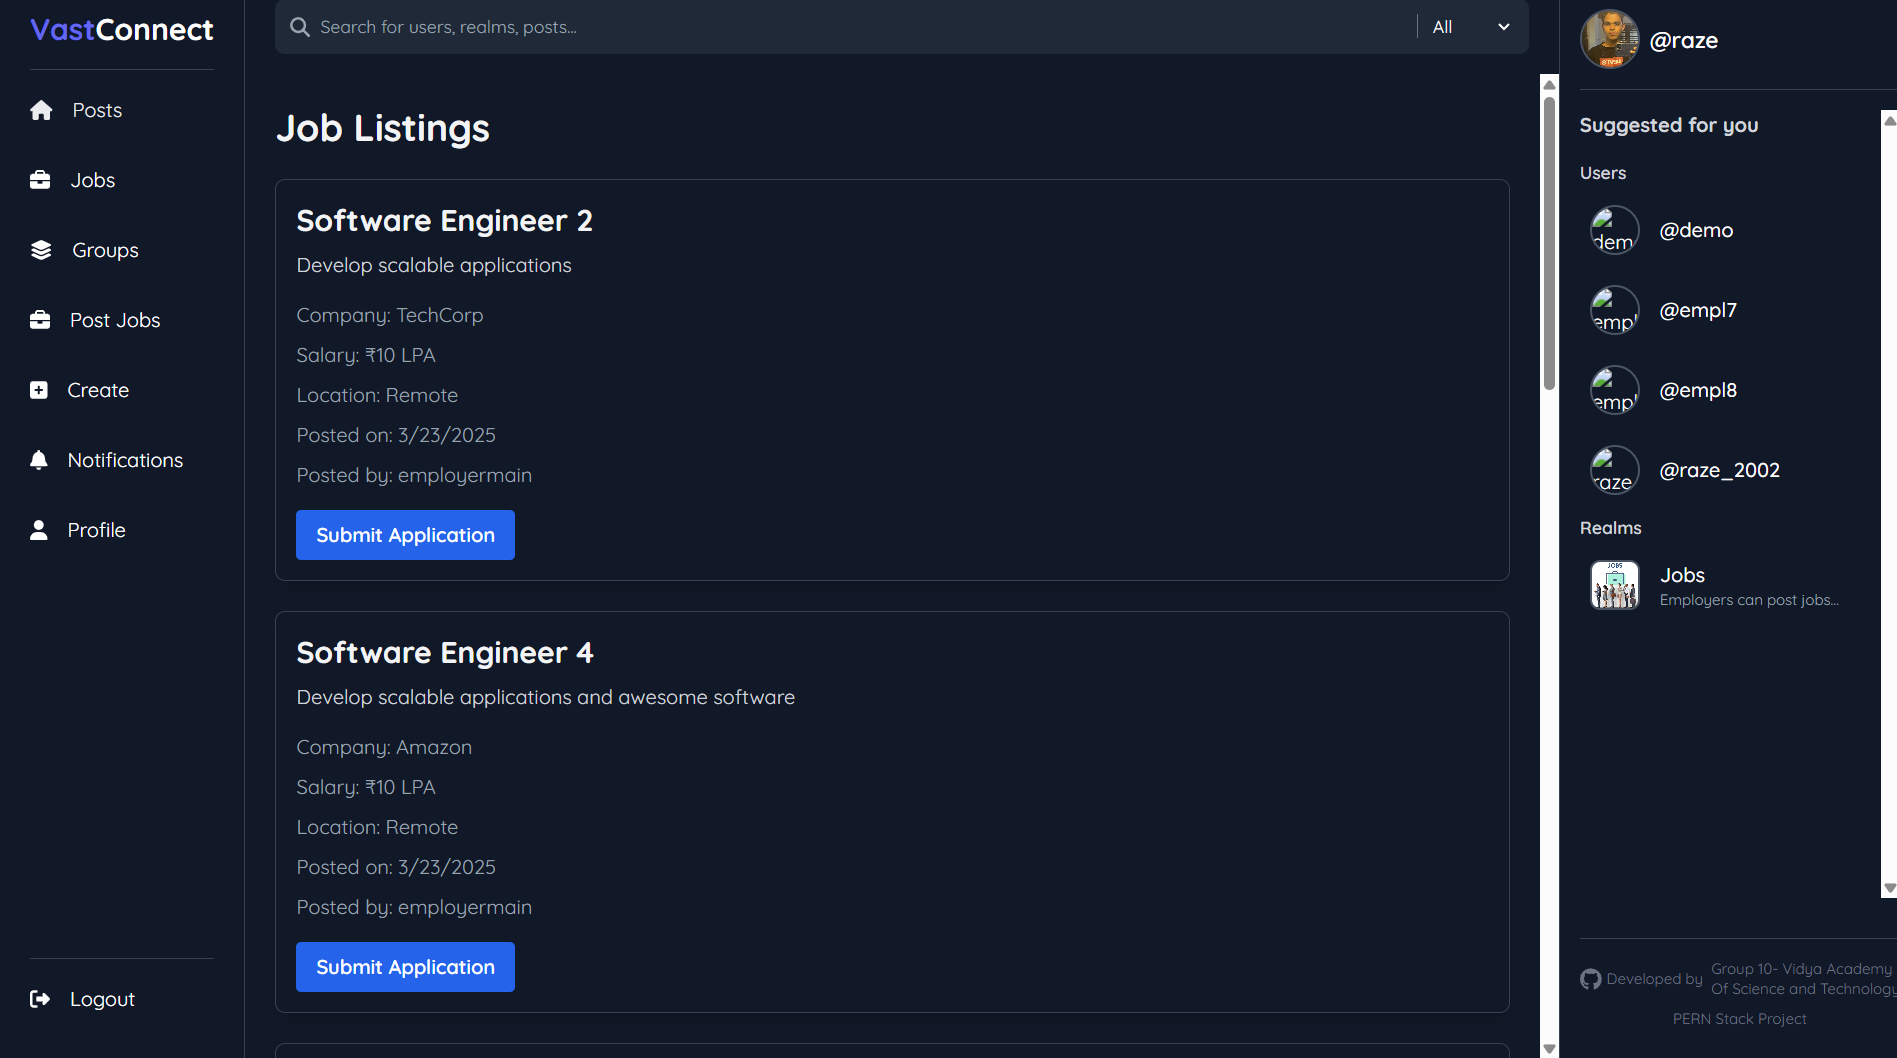 VastConnect
Posts
Jobs
Groups
Post Jobs
Create
Notifications
Profile
Logout
Search for users, realms, posts...
All
Job Listings
Software Engineer 2
Develop scalable applications
Company: TechCorp
Salary: ₹10 LPA
Location: Remote
Posted on: 3/23/2025
Posted by: employermain
Submit Application
Software Engineer 4
Develop scalable applications and awesome software
Company: Amazon
Salary: ₹10 LPA
Location: Remote
Posted on: 3/23/2025
Posted by: employermain
Submit Application
@raze
Suggested for you
Users
dem
@demo
empl
@empl7
empl
@empl8
raze
@raze_2002
Realms
JOBS
Jobs
Employers can post jobs...
Developed by
Group 10- Vidya Academy
Of Science and Technology
PERN Stack Project